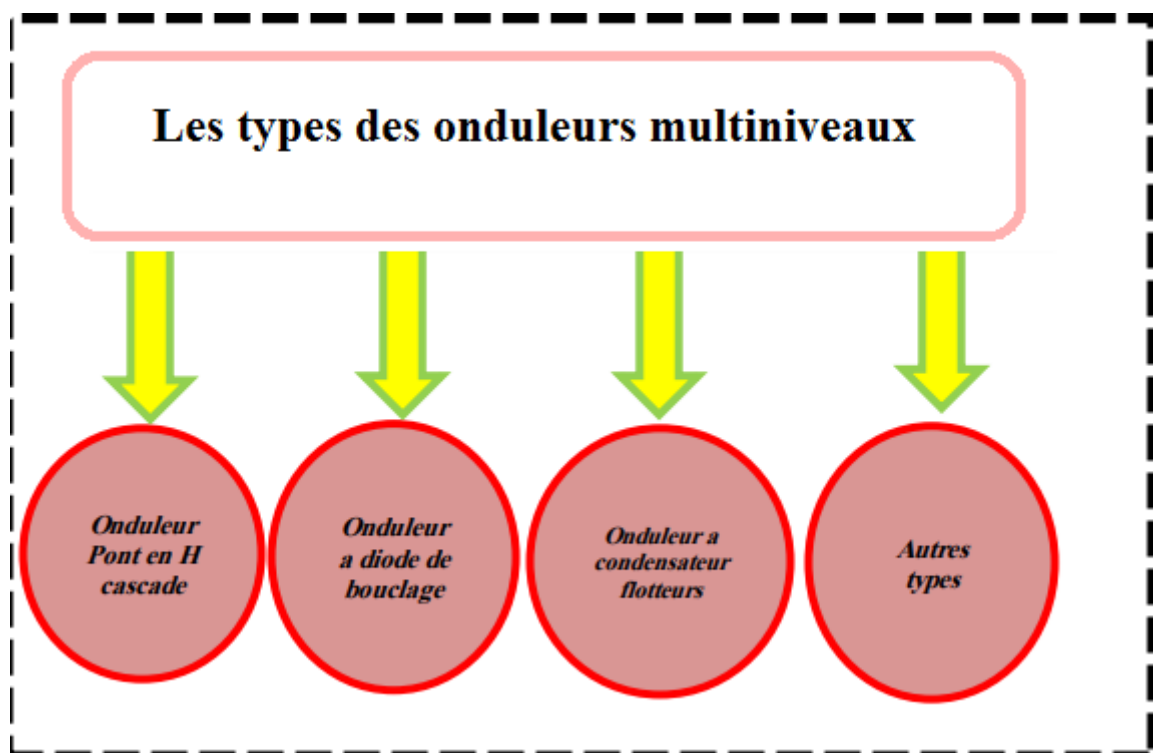 Les types des onduleurs multiniveaux
Onduleur
Pont en H
cascade
Onduleur
a diode de
bouclage
Onduleur a
condensateur
flotteurs
Autres
types